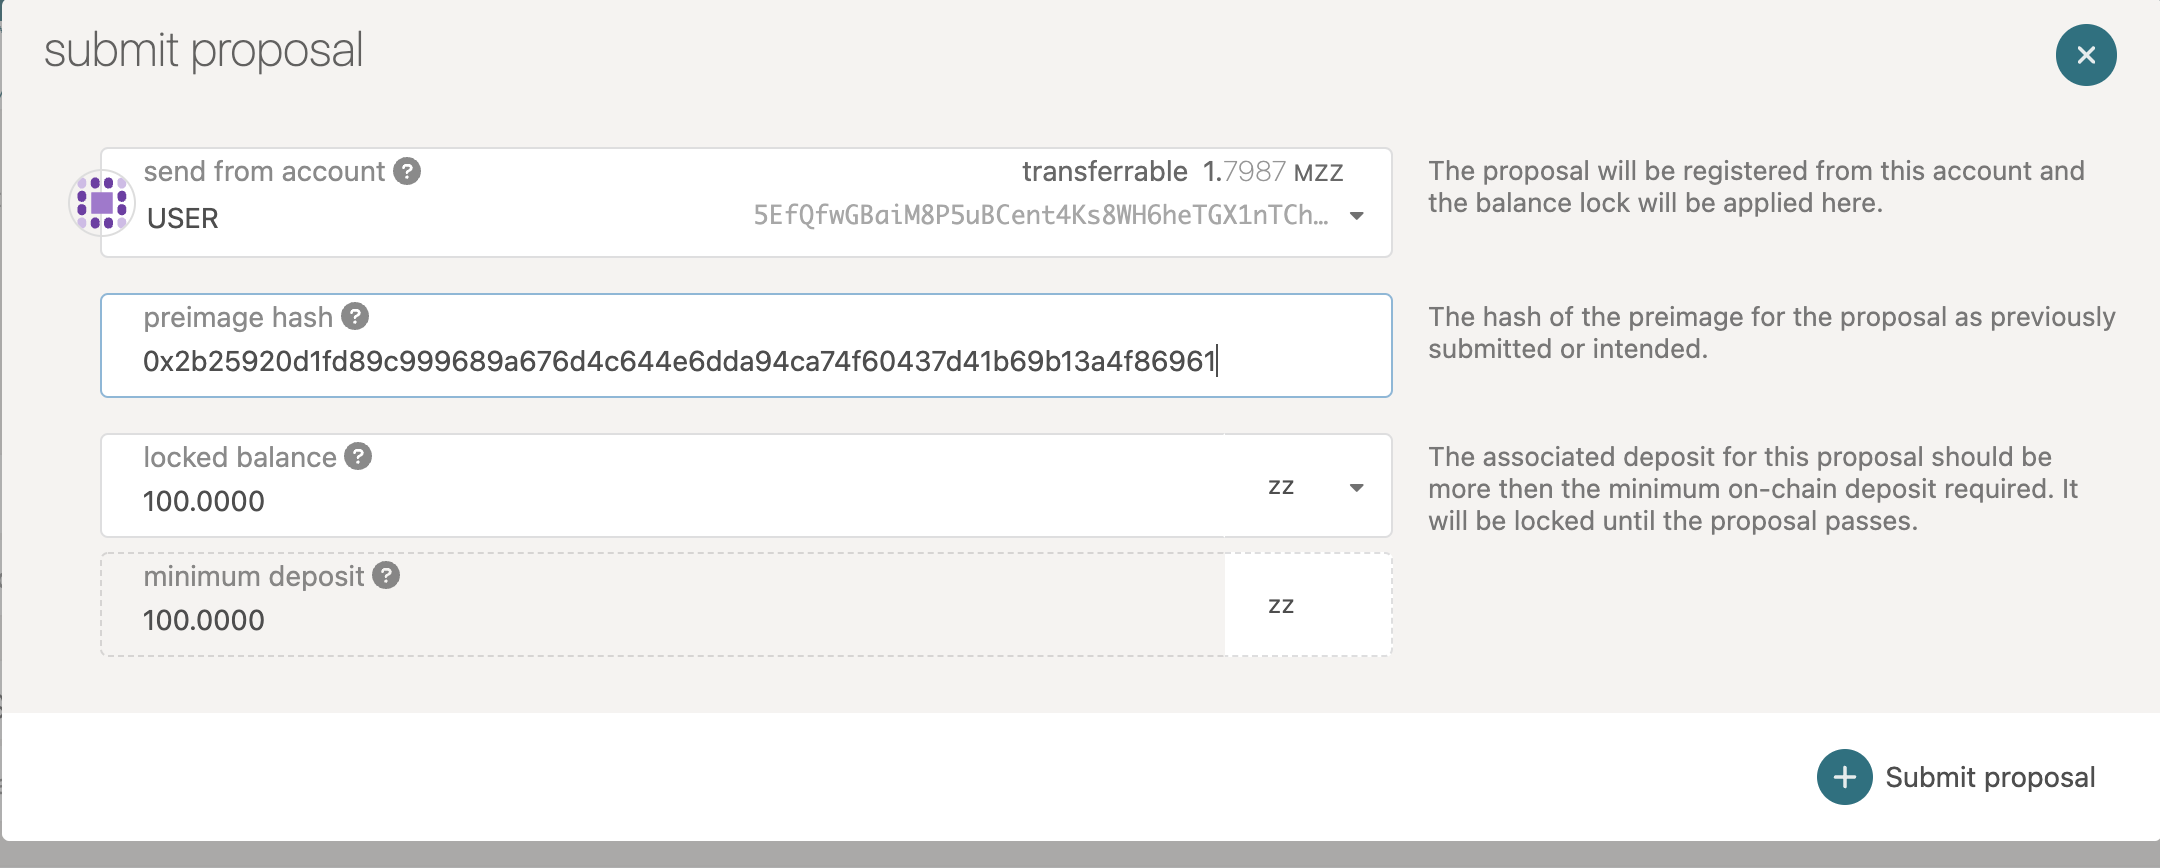 submit proposal
send from account ?
transferrable 1.7987 MZZ
USER
5EfQfwGBaiM8P5uBCent4Ks8WH6heTGX1nTCh…
The proposal will be registered from this account and
the balance lock will be applied here.
preimage hash ?
0x2b25920d1fd89c999689a676d4c644e6dda94ca74f60437d41b69b13a4f86961
The hash of the preimage for the proposal as previously
submitted or intended.
locked balance ?
100.0000
zz
The associated deposit for this proposal should be
more then the minimum on-chain deposit required. It
will be locked until the proposal passes.
minimum deposit ?
100.0000
zz
Submit proposal